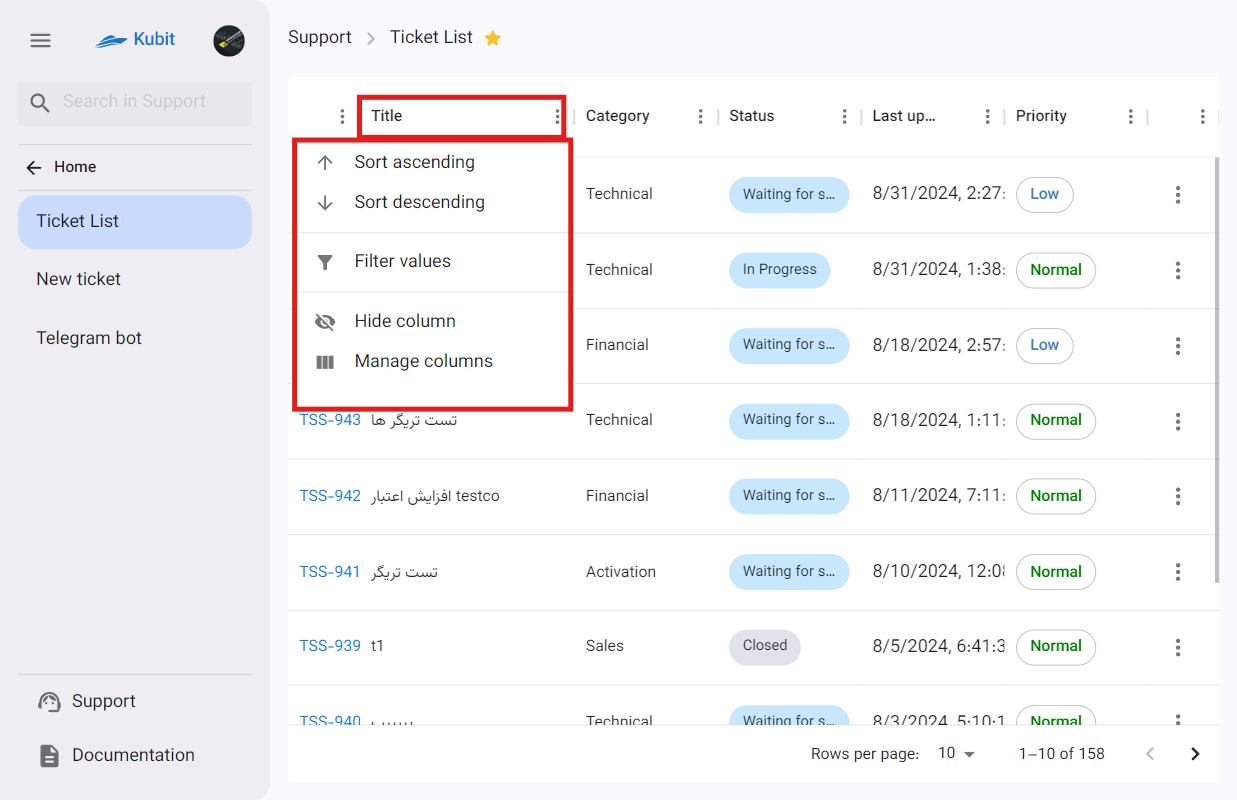 Kubit
Search in Support
Home
Ticket List
New ticket
Telegram bot
Support
Documentation
Support Ticket List
Title Category Status Last up... Priority
Sort ascending
Sort descending
Filter values
Hide column
Manage columns
Technical Waiting for s... 8/31/2024, 2:27: Low
Technical In Progress 8/31/2024, 1:38: Normal
Financial Waiting for s... 8/18/2024, 2:57: Low
TSS-943 تست تریگر ها Technical Waiting for s... 8/18/2024, 1:11: Normal
TSS-942 افزایش اعتبار testco Financial Waiting for s... 8/11/2024, 7:11: Normal
TSS-941 تست تریگر Activation Waiting for s... 8/10/2024, 12:08 Normal
TSS-939 t1 Sales Closed 8/5/2024, 6:41:3 Normal
TSS-940 Technical Waiting for s... 8/3/2024, 5:10:1 Normal
Rows per page: 10 1–10 of 158